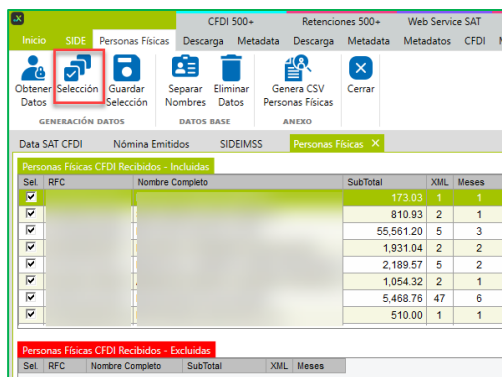 CFDI 500+ Retenciones 500+ Web Service SAT
Inicio SIDE Personas Físicas Descarga Metadata Descarga Metadata Metadatos CFDI
Obtener Datos Selección Guardar Selección Separar Nombres Eliminar Datos Genera CSV Personas Físicas Cerrar
GENERACIÓN DATOS DATOS BASE ANEXO
Data SAT CFDI Nómina Emitidos SIDEIMSS Personas Físicas X
Personas Físicas CFDI Recibidos - Incluidas
Sel. RFC Nombre Completo SubTotal XML Meses
173.03 1 1
810.93 2 1
55,561.20 5 3
1,931.04 2 2
2,189.57 5 2
1,054.32 2 1
5,468.76 47 6
510.00 1 1
Personas Físicas CFDI Recibidos - Excluidas
Sel. RFC Nombre Completo SubTotal XML Meses